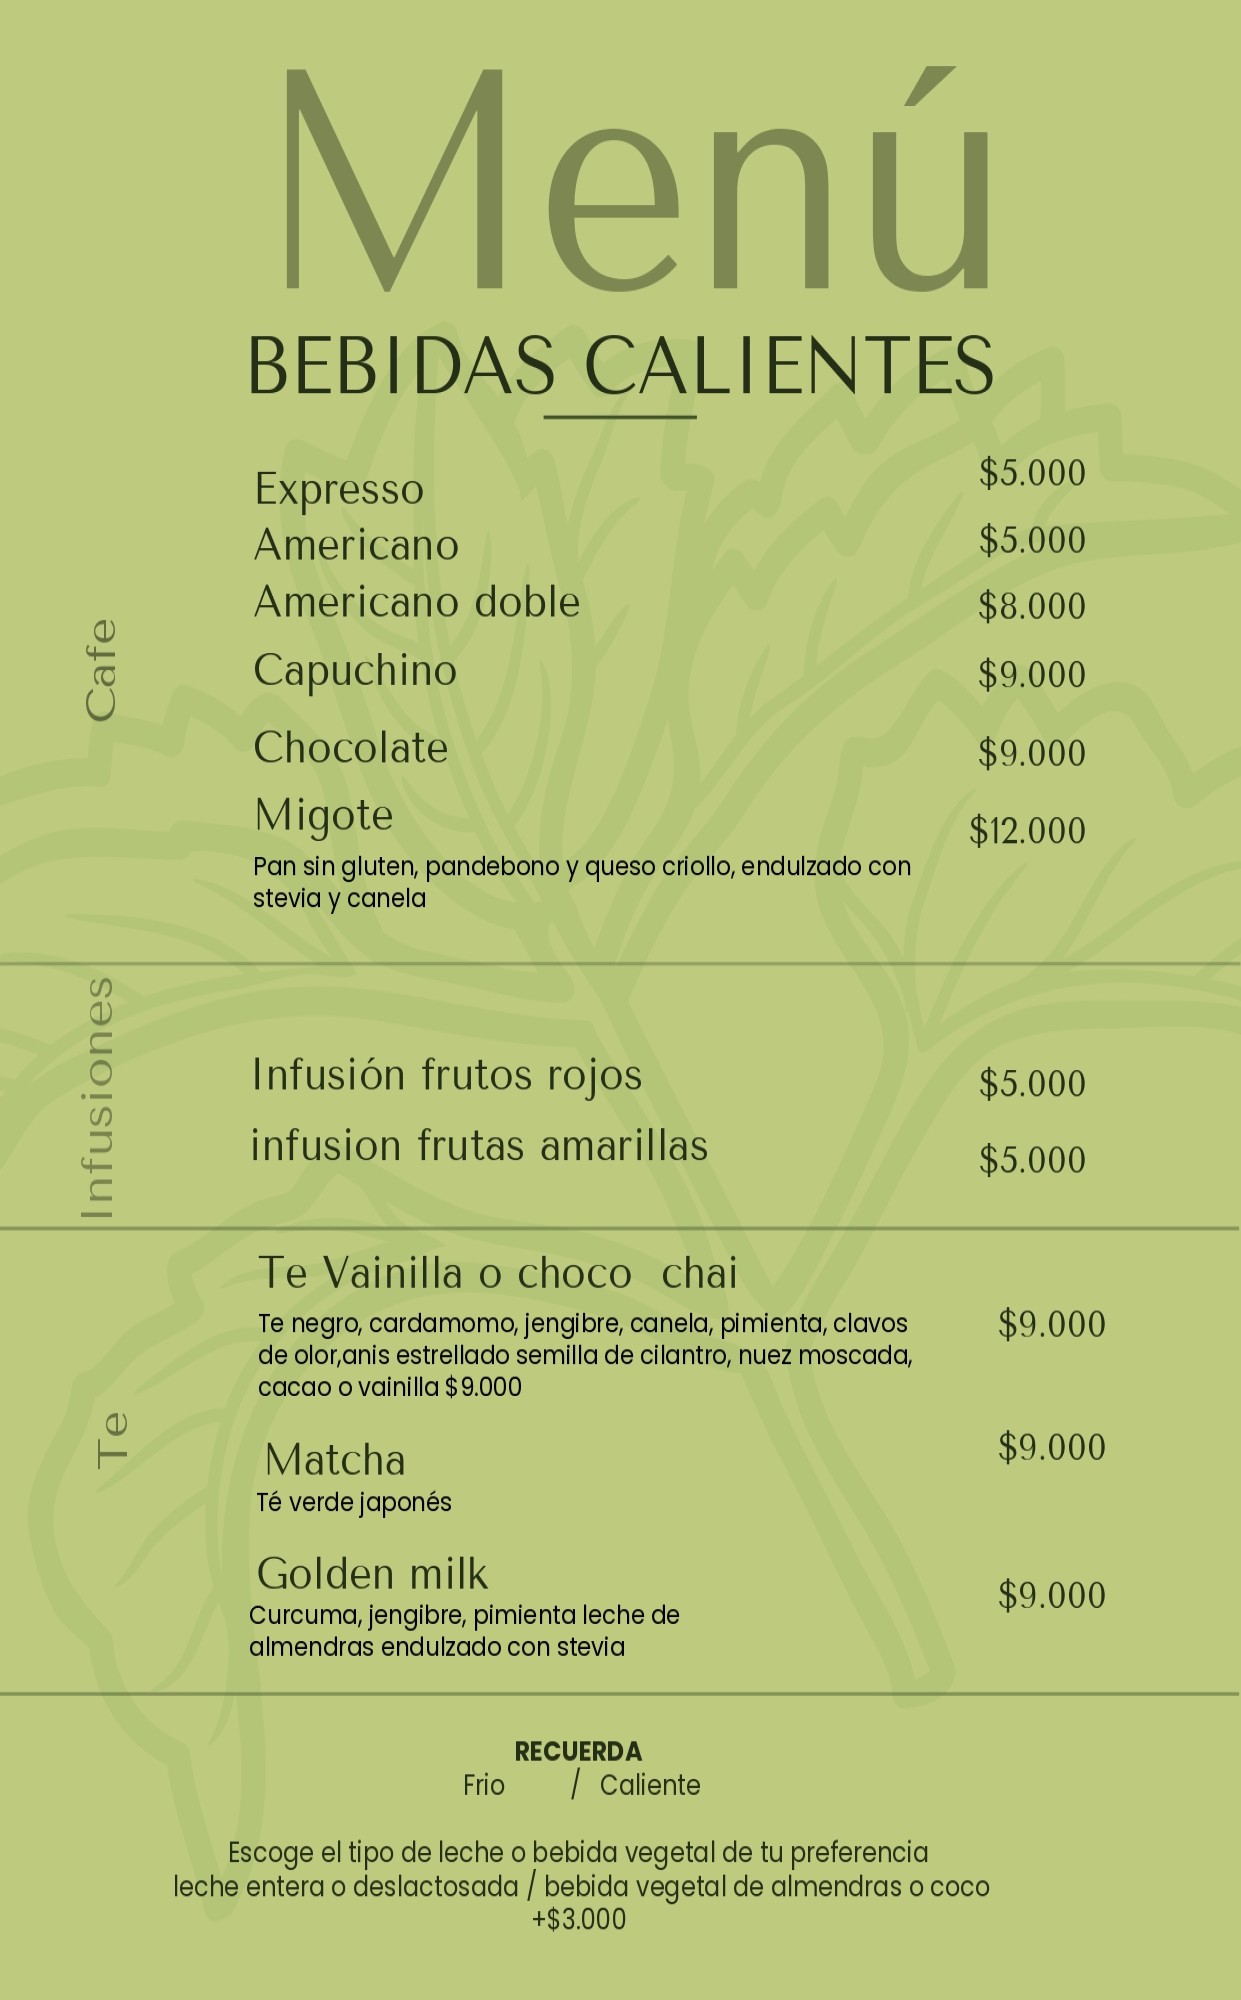 Menú
BEBIDAS CALIENTES
Cafe
Expresso $5.000
Americano $5.000
Americano doble $8.000
Capuchino $9.000
Chocolate $9.000
Migote $12.000
Pan sin gluten, pandebono y queso criollo, endulzado con
stevia y canela
Infusiones
Infusión frutos rojos $5.000
infusion frutas amarillas $5.000
Te
Te Vainilla o choco chai
Te negro, cardamomo, jengibre, canela, pimienta, clavos $9.000
de olor,anis estrellado semilla de cilantro, nuez moscada,
cacao o vainilla $9.000
Matcha $9.000
Té verde japonés
Golden milk $9.000
Curcuma, jengibre, pimienta leche de
almendras endulzado con stevia
RECUERDA
Frio / Caliente
Escoge el tipo de leche o bebida vegetal de tu preferencia
leche entera o deslactosada / bebida vegetal de almendras o coco
+$3.000